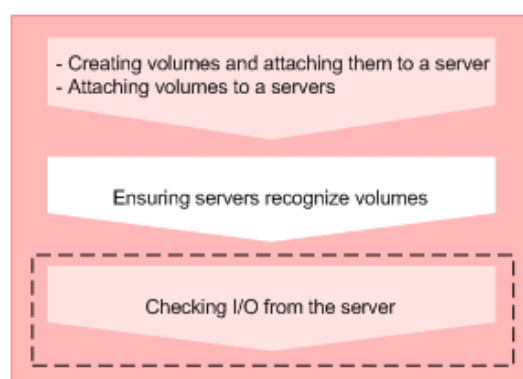 - Creating volumes and attaching them to a server
- Attaching volumes to a servers
Ensuring servers recognize volumes
Checking I/O from the server